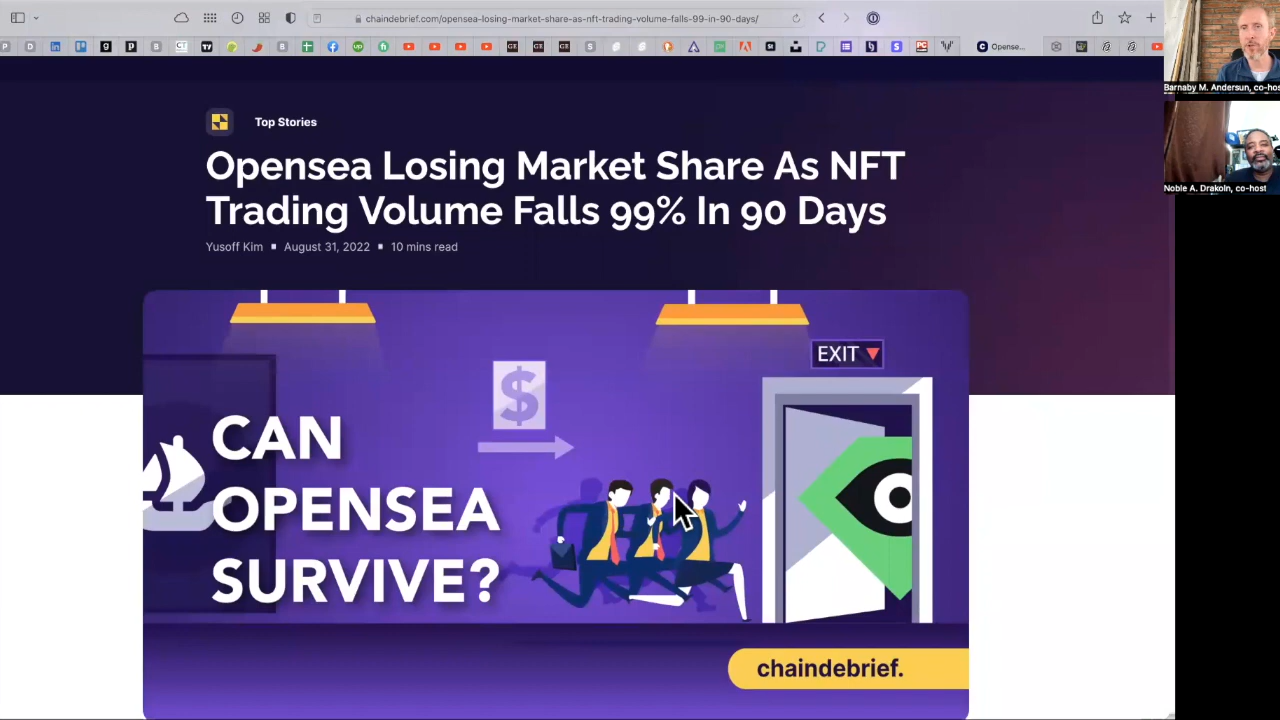 chaindebrief.com/opensea-losing-market-share-as-nft-trading-volume-falls-99-in-90-days/
Opense...
Barnaby M. Andersun, co-hos
Noble A. Drakoln, co-host
Top Stories
Opensea Losing Market Share As NFT
Trading Volume Falls 99% In 90 Days
Yusoff Kim ▪ August 31, 2022 ▪ 10 mins read
EXIT
$
CAN
OPENSEA
SURVIVE?
chaindebrief.